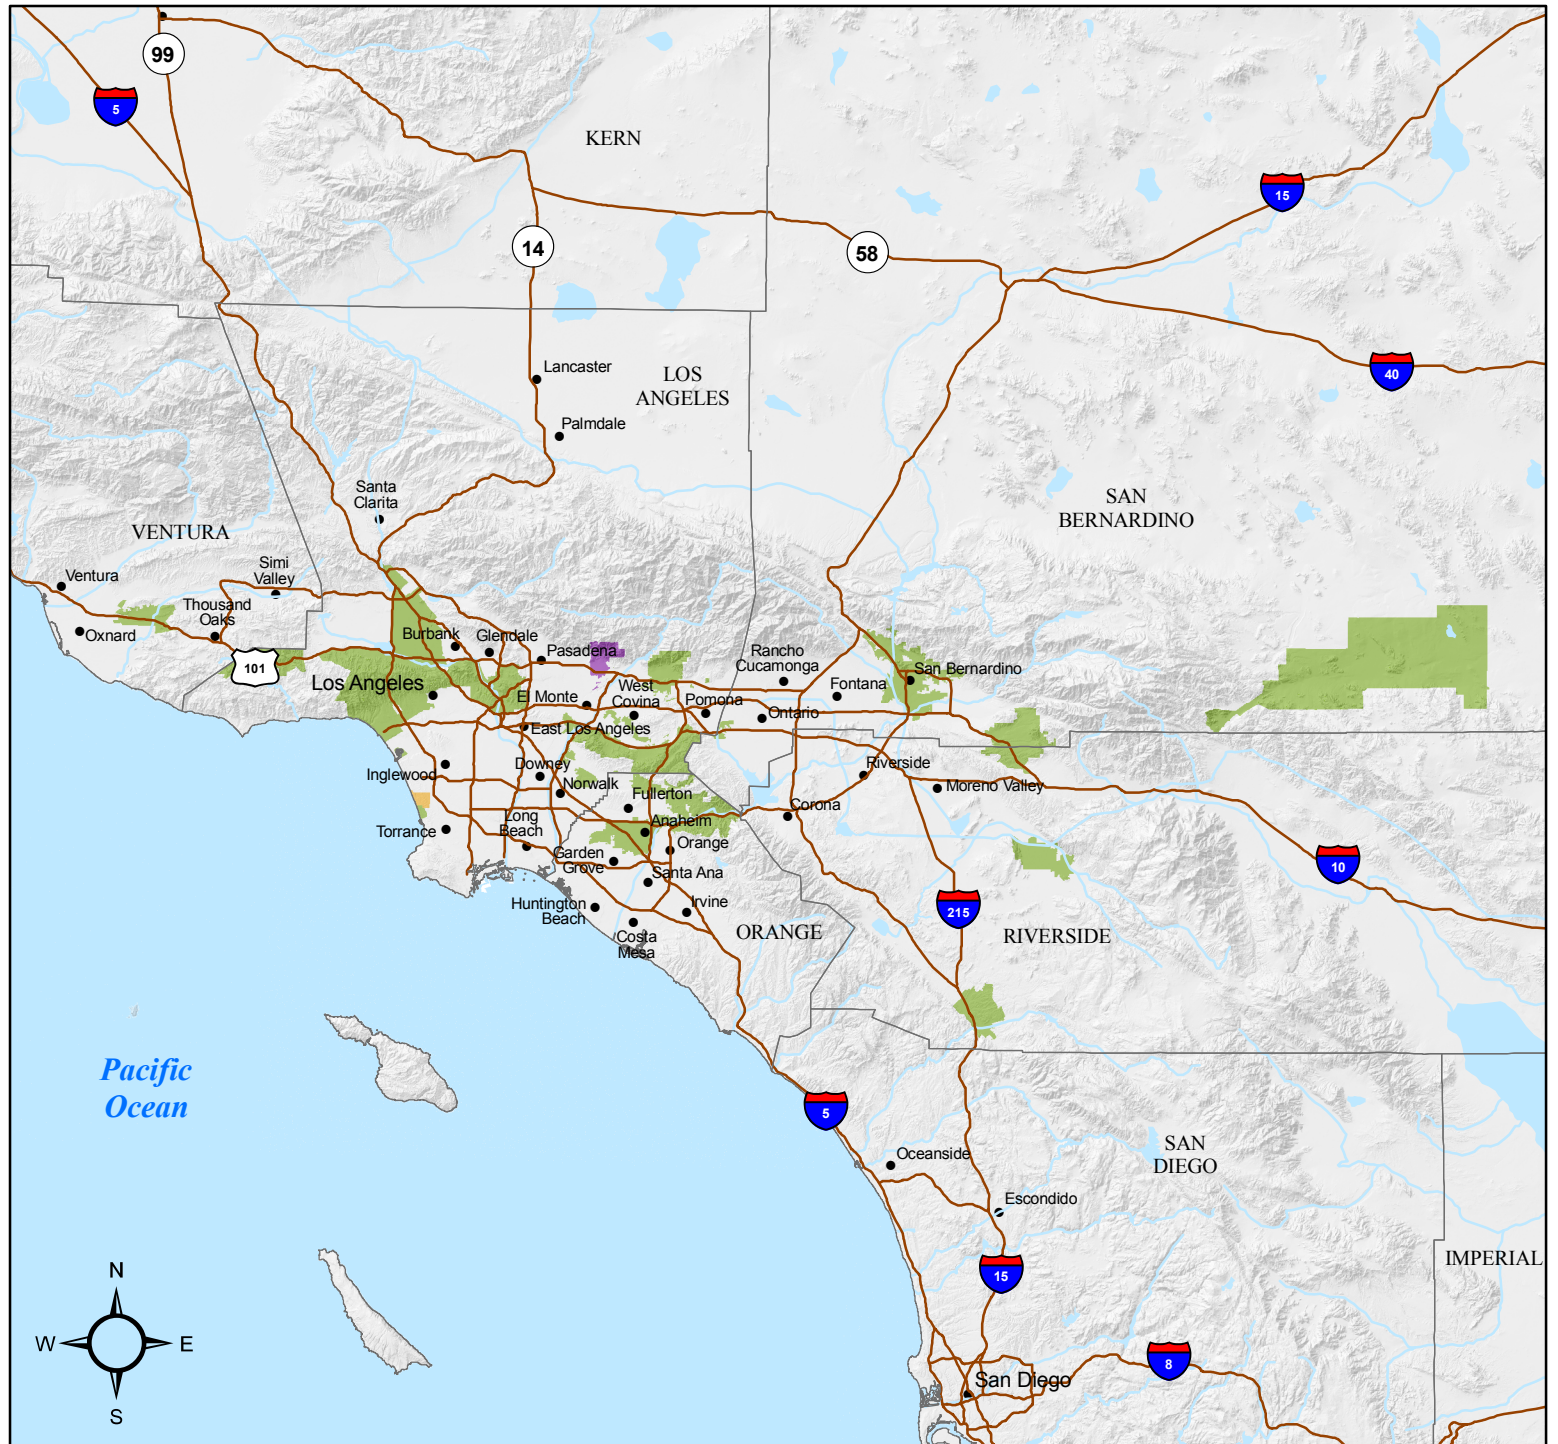 99
5
KERN
15
14
58
Lancaster
LOS
ANGELES
40
Palmdale
Santa
Clarita
SAN
BERNARDINO
VENTURA
Simi
Valley
Ventura
Thousand
Oaks
Oxnard
Burbank
Glendale
Pasadena
Rancho
Cucamonga
101
Los Angeles
San Bernardino
El Monte
West
Covina
Fontana
Pomona
Ontario
East Los Angeles
Inglewood
Downey
Riverside
Norwalk
Fullerton
Moreno Valley
Corona
Torrance
Long
Beach
Anaheim
Orange
Garden
Grove
Santa Ana
10
Huntington
Beach
Irvine
215
Costa
Mesa
ORANGE
RIVERSIDE
Pacific
Ocean
5
Oceanside
SAN
DIEGO
Escondido
IMPERIAL
N
15
W
E
8
San Diego
S